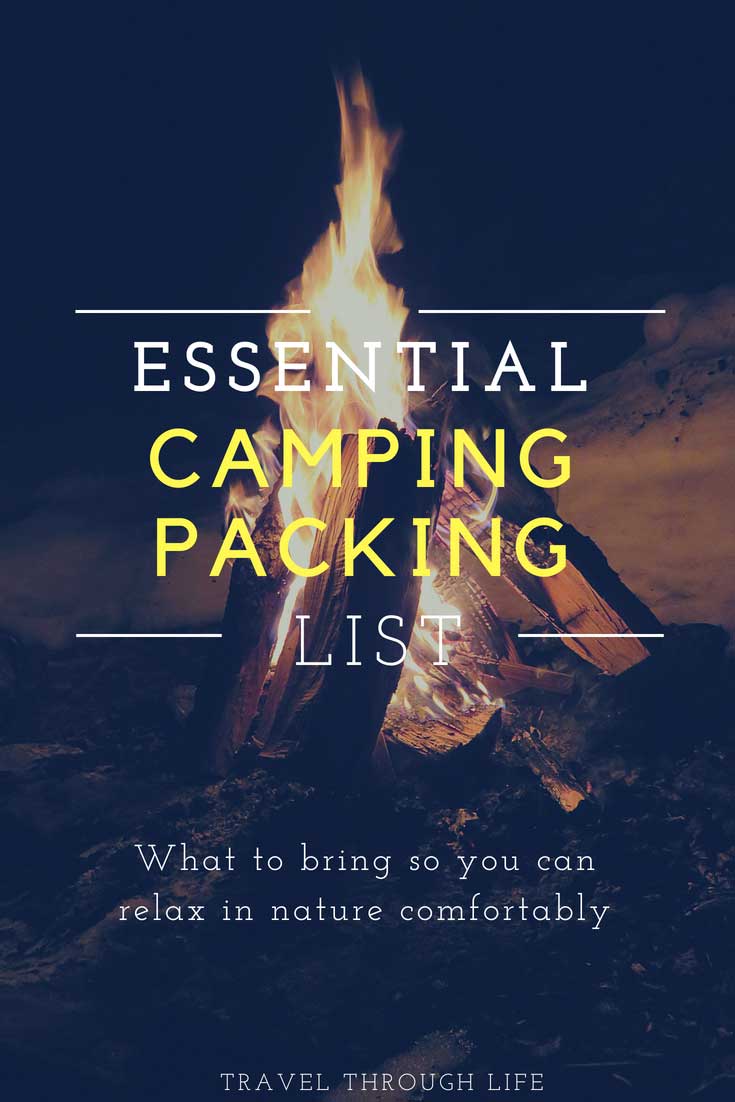 ESSENTIAL
CAMPING
PACKING
LIST
What to bring so you can
relax in nature comfortably
TRAVEL THROUGH LIFE